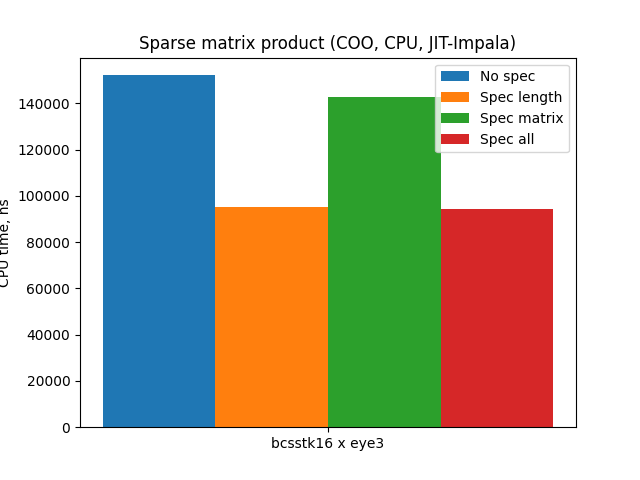 Sparse matrix product (COO, CPU, JIT-Impala)
No spec
Spec length
Spec matrix
Spec all
140000
120000
100000
80000
60000
40000
20000
0
CPU time, ns
bcsstk16 x eye3